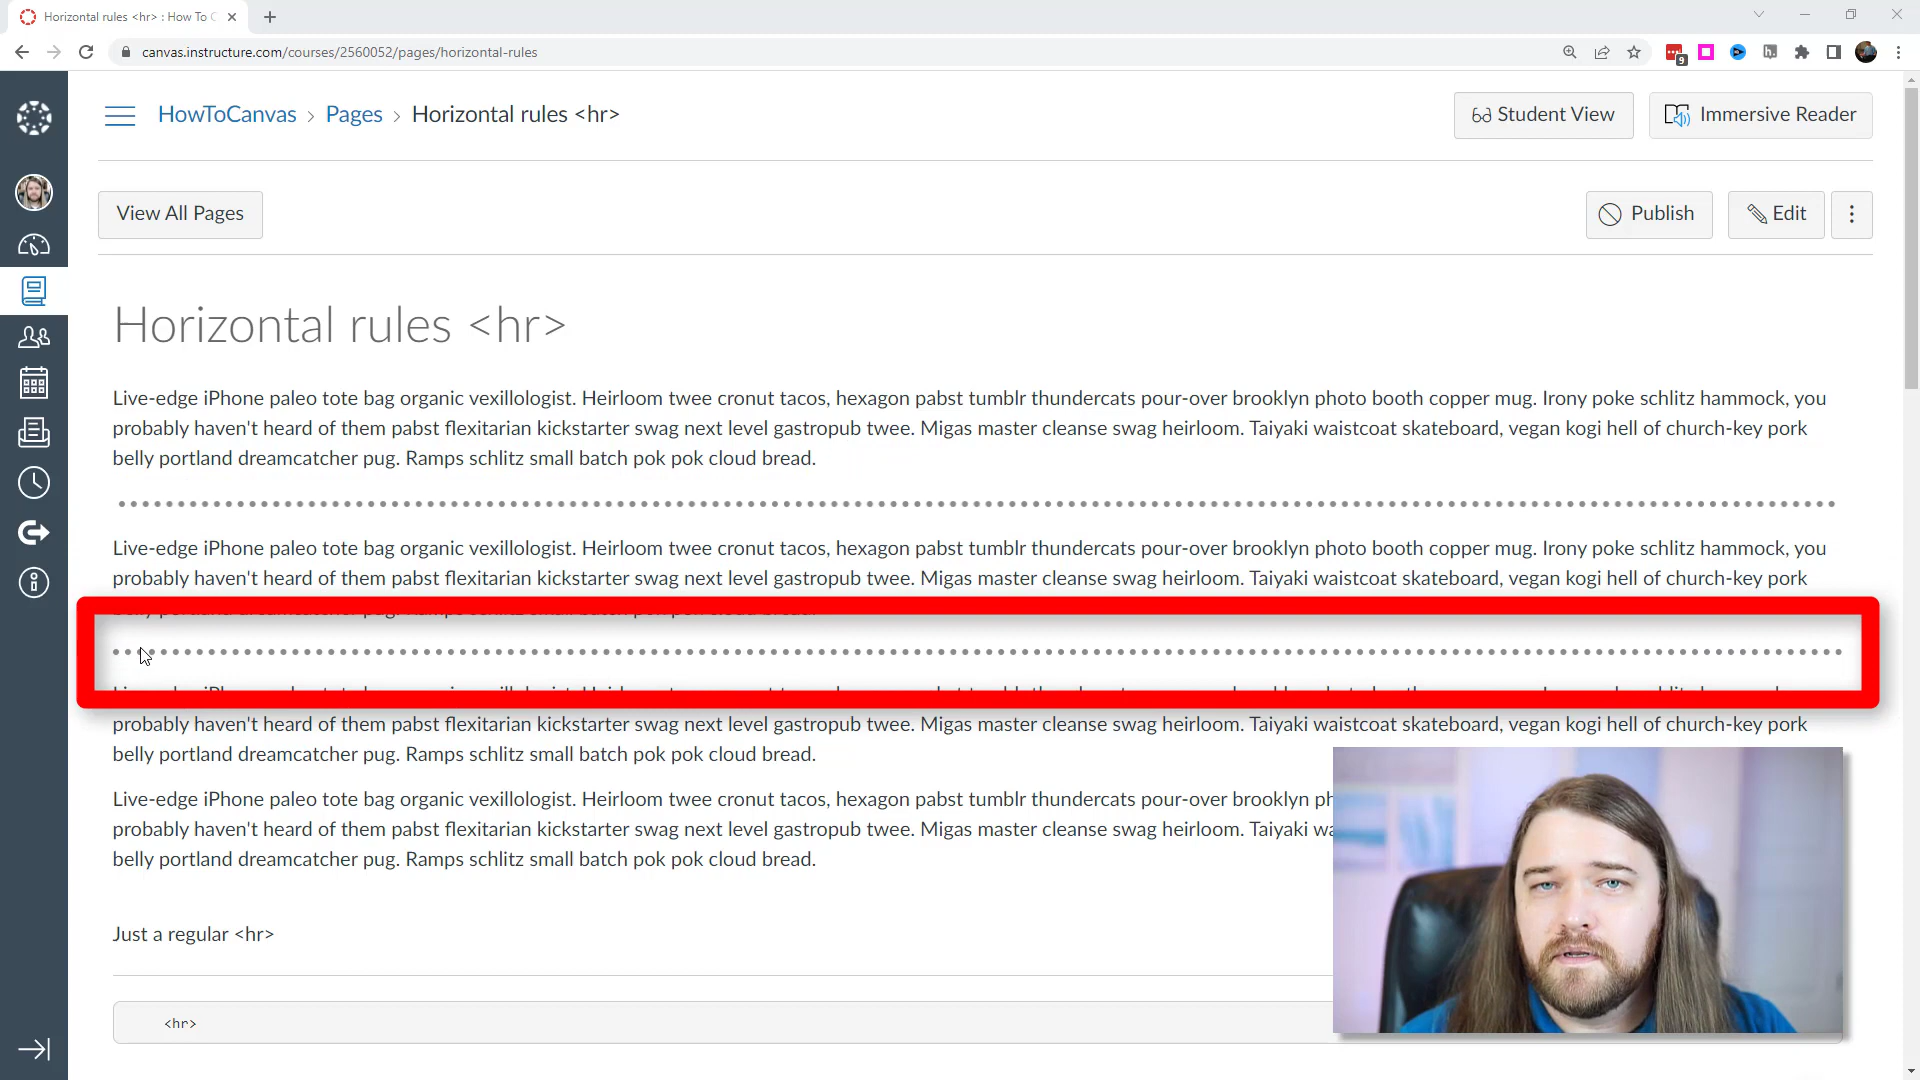 Horizontal rules <hr> : How To C
canvas.instructure.com/courses/2560052/pages/horizontal-rules
9
HowToCanvas > Pages > Horizontal rules <hr>
Student View
Immersive Reader
View All Pages
Publish
Edit
Horizontal rules <hr>
Live-edge iPhone paleo tote bag organic vexillologist. Heirloom twee cronut tacos, hexagon pabst tumblr thundercats pour-over brooklyn photo booth copper mug. Irony poke schlitz hammock, you
probably haven't heard of them pabst flexitarian kickstarter swag next level gastropub twee. Migas master cleanse swag heirloom. Taiyaki waistcoat skateboard, vegan kogi hell of church-key pork
belly portland dreamcatcher pug. Ramps schlitz small batch pok pok cloud bread.
Live-edge iPhone paleo tote bag organic vexillologist. Heirloom twee cronut tacos, hexagon pabst tumblr thundercats pour-over brooklyn photo booth copper mug. Irony poke schlitz hammock, you
probably haven't heard of them pabst flexitarian kickstarter swag next level gastropub twee. Migas master cleanse swag heirloom. Taiyaki waistcoat skateboard, vegan kogi hell of church-key pork
probably haven't heard of them pabst flexitarian kickstarter swag next level gastropub twee. Migas master cleanse swag heirloom. Taiyaki waistcoat skateboard, vegan kogi hell of church-key pork
belly portland dreamcatcher pug. Ramps schlitz small batch pok pok cloud bread.
Live-edge iPhone paleo tote bag organic vexillologist. Heirloom twee cronut tacos, hexagon pabst tumblr thundercats pour-over brooklyn
probably haven't heard of them pabst flexitarian kickstarter swag next level gastropub twee. Migas master cleanse swag heirloom. Taiyaki
belly portland dreamcatcher pug. Ramps schlitz small batch pok pok cloud bread.
Just a regular <hr>
<hr>